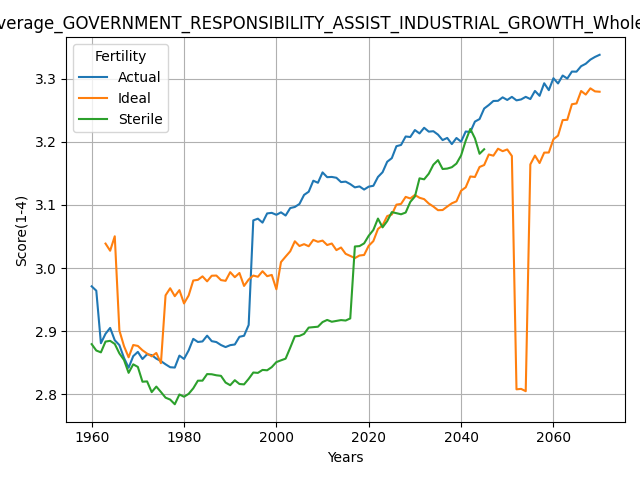 verage_GOVERNMENT_RESPONSIBILITY_ASSIST_INDUSTRIAL_GROWTH_Whole
Fertility
Actual
Ideal
Sterile
3.3
3.2
3.1
3.0
2.9
2.8
Score(1-4)
1960 1980 2000 2020 2040 2060
Years